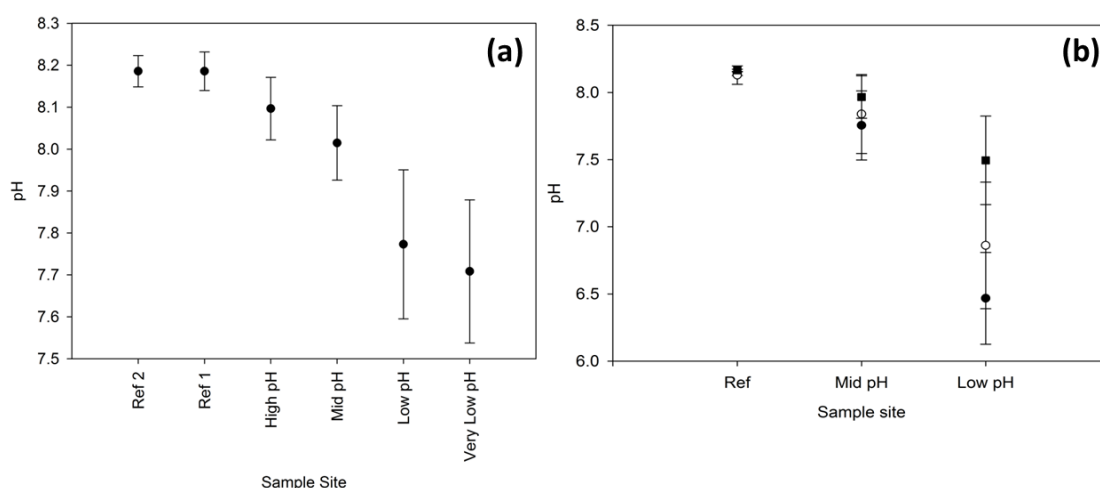 (a)
8.3
8.2
8.1
8.0
7.9
7.8
7.7
7.6
7.5
pH
Ref 2
Ref 1
High pH
Mid pH
Low pH
Very Low pH
Sample Site
(b)
8.5
8.0
7.5
7.0
6.5
6.0
pH
Ref
Mid pH
Low pH
Sample site